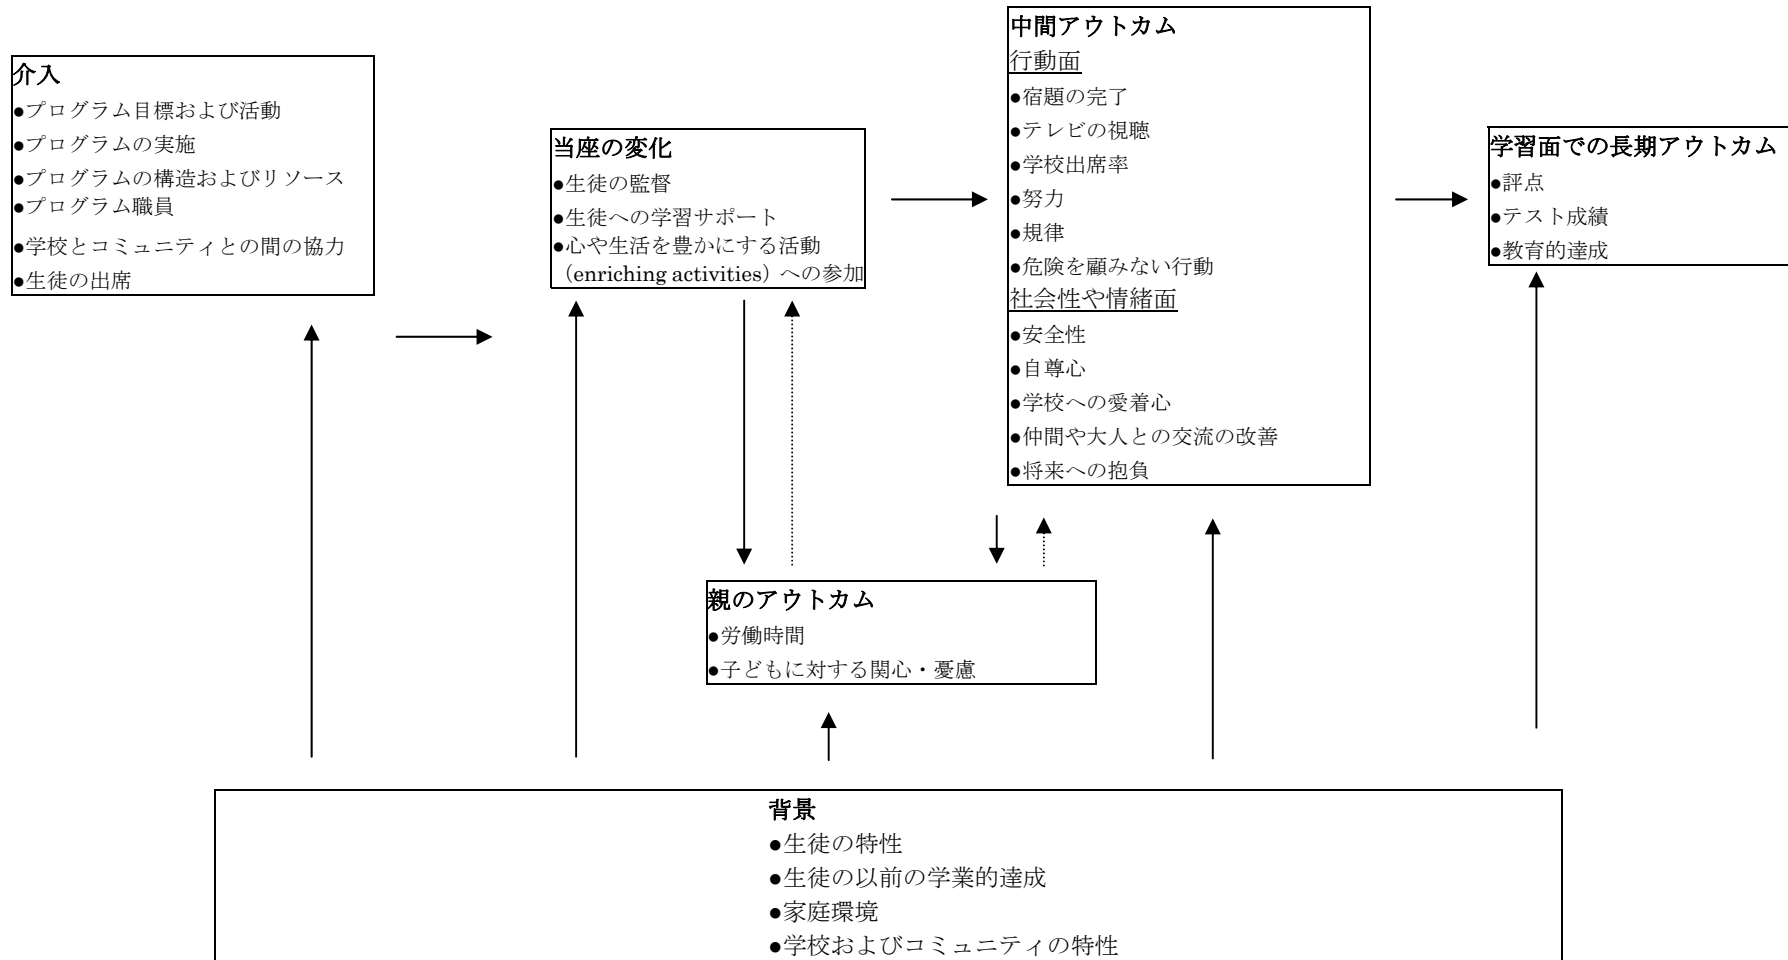 介入
●プログラム目標および活動
●プログラムの実施
●プログラムの構造およびリソース
●プログラム職員
●学校とコミュニティとの間の協力
●生徒の出席
当座の変化
●生徒の監督
●生徒への学習サポート
●心や生活を豊かにする活動
（enriching activities）への参加
中間アウトカム
行動面
●宿題の完了
●テレビの視聴
●学校出席率
●努力
●規律
●危険を顧みない行動
社会性や情緒面
●安全性
●自尊心
●学校への愛着心
●仲間や大人との交流の改善
●将来への抱負
学習面での長期アウトカム
●評点
●テスト成績
●教育的達成
親のアウトカム
●労働時間
●子どもに対する関心・憂慮
背景
●生徒の特性
●生徒の以前の学業的達成
●家庭環境
●学校およびコミュニティの特性